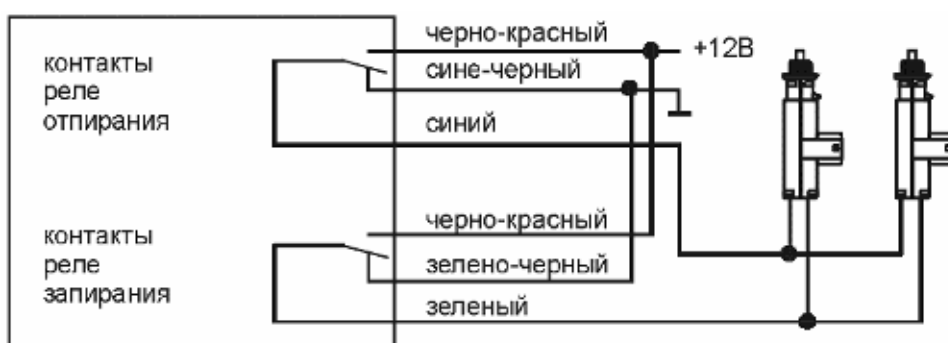 черно-красный
+12В
контакты
реле
отпирания
сине-черный
синий
черно-красный
контакты
реле
запирания
зелено-черный
зеленый